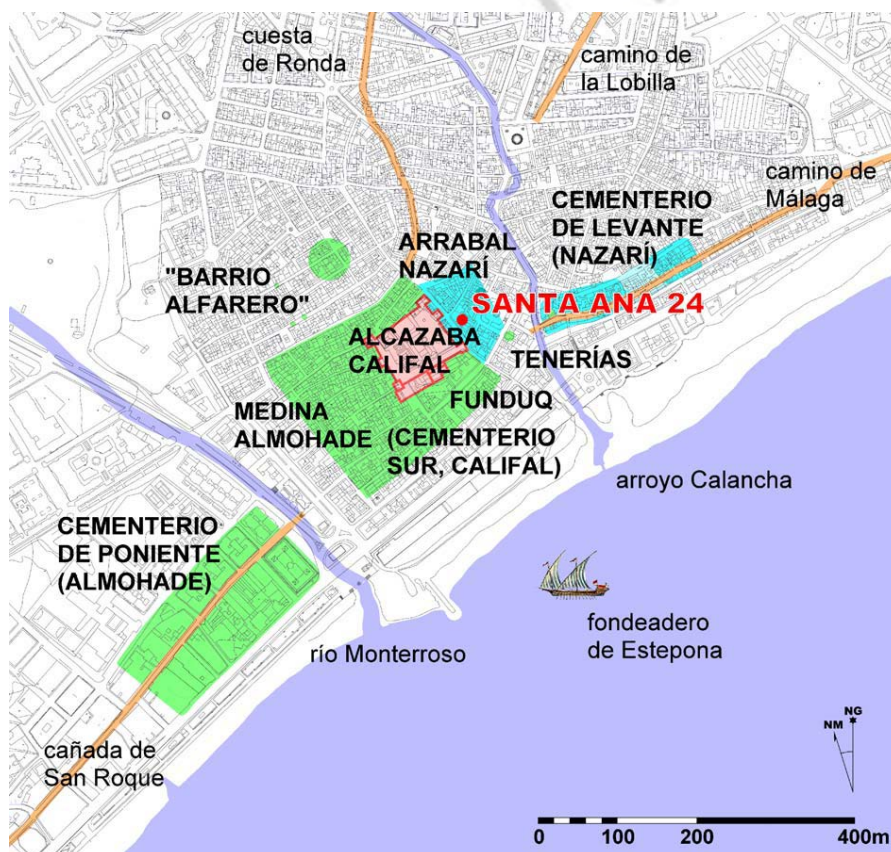 cuesta
de Ronda
camino de
la Lobilla
camino de
Málaga
CEMENTERIO
DE LEVANTE
(NAZARÍ)
ARRABAL
NAZARÍ
"BARRIO
ALFARERO"
SANTA ANA 24
ALCAZABA
CALIFAL
TENERÍAS
FUNDUQ
MEDINA
ALMOHADE
(CEMENTERIO
SUR, CALIFAL)
arroyo Calancha
CEMENTERIO
DE PONIENTE
(ALMOHADE)
fondeadero
de Estepona
río Monterroso
NG
NM
cañada de
San Roque
0 100 200 400m